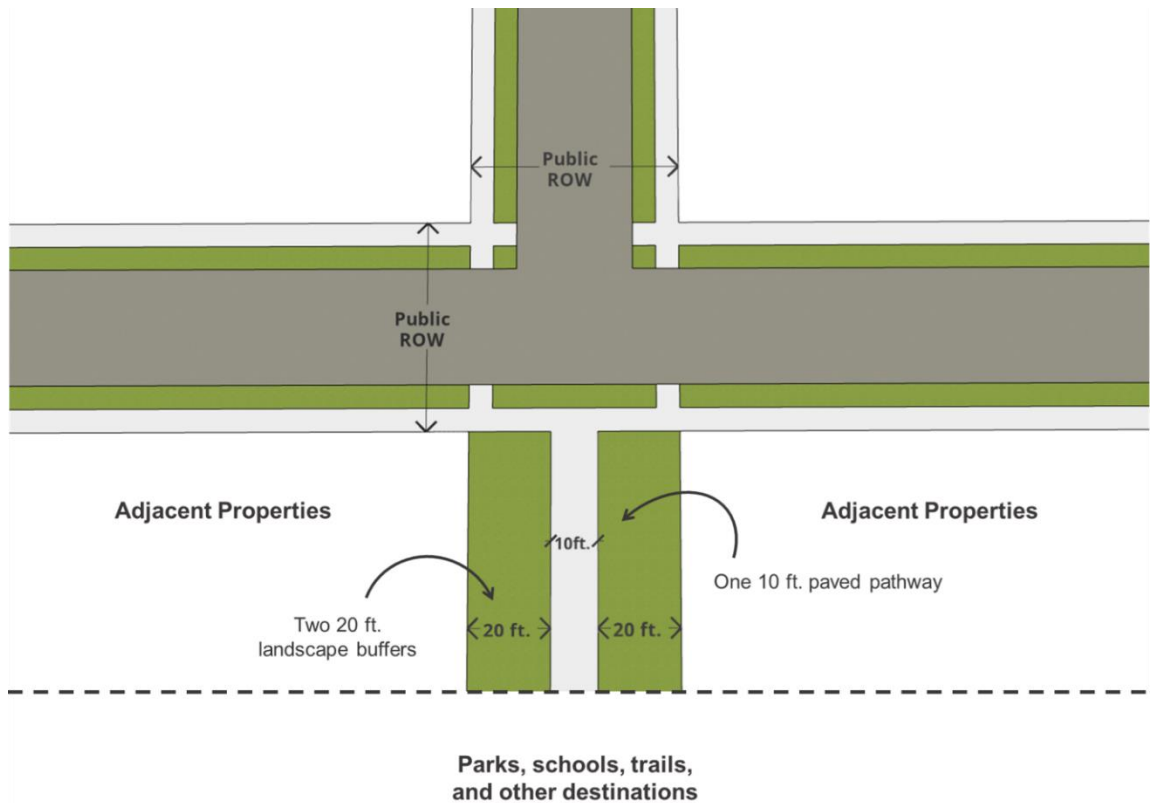 Public
ROW
Public
ROW
Adjacent Properties
Adjacent Properties
10ft.
One 10 ft. paved pathway
Two 20 ft.
landscape buffers
20 ft.
20 ft.
Parks, schools, trails,
and other destinations